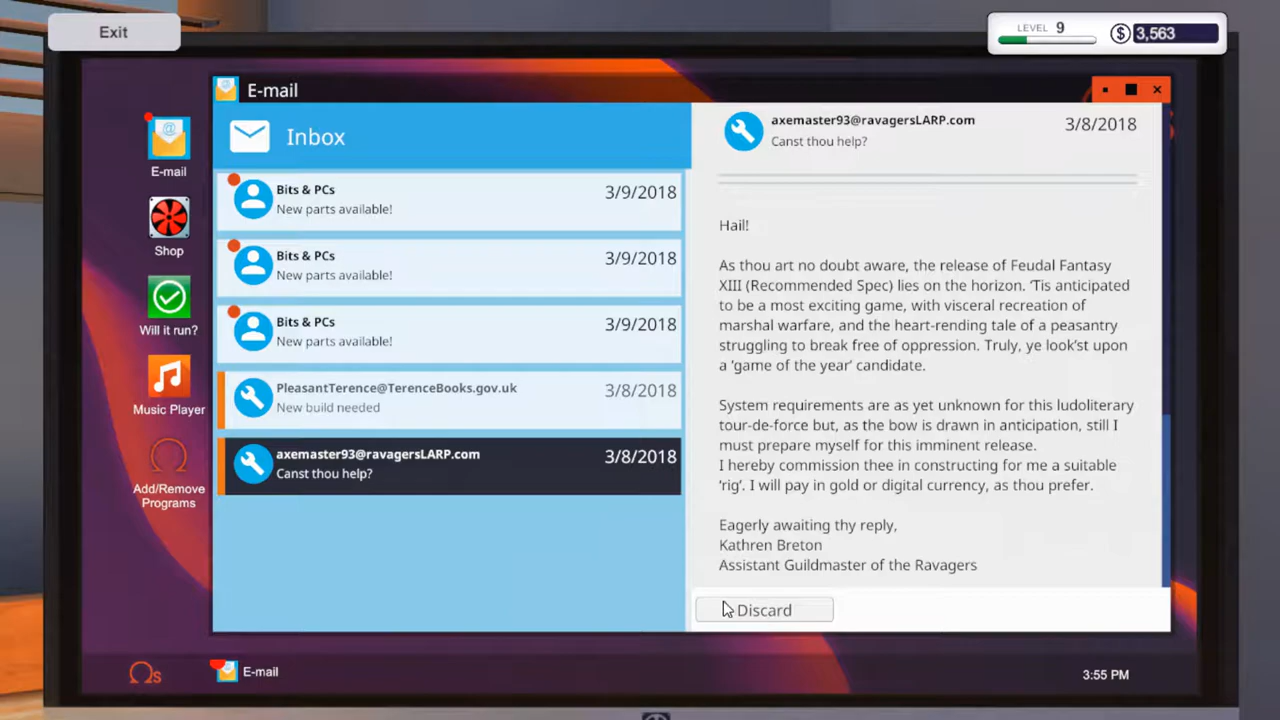 Exit
LEVEL 9
$ 3,563
E-mail
Shop
Will it run?
Music Player
Add/Remove
Programs
E-mail
Inbox
Bits & PCs
3/9/2018
New parts available!
Bits & PCs
3/9/2018
New parts available!
Bits & PCs
3/9/2018
New parts available!
PleasantTerence@TerenceBooks.gov.uk
3/8/2018
New build needed
axemaster93@ravagersLARP.com
3/8/2018
Canst thou help?
axemaster93@ravagersLARP.com
3/8/2018
Canst thou help?
Hail!
As thou art no doubt aware, the release of Feudal Fantasy
XIII (Recommended Spec) lies on the horizon. 'Tis anticipated
to be a most exciting game, with visceral recreation of
marshal warfare, and the heart-rending tale of a peasantry
struggling to break free of oppression. Truly, ye look'st upon
a 'game of the year' candidate.
System requirements are as yet unknown for this ludoliterary
tour-de-force but, as the bow is drawn in anticipation, still I
must prepare myself for this imminent release.
I hereby commission thee in constructing for me a suitable
'rig'. I will pay in gold or digital currency, as thou prefer.
Eagerly awaiting thy reply,
Kathren Breton
Assistant Guildmaster of the Ravagers
Discard
Ωs
E-mail
3:55 PM